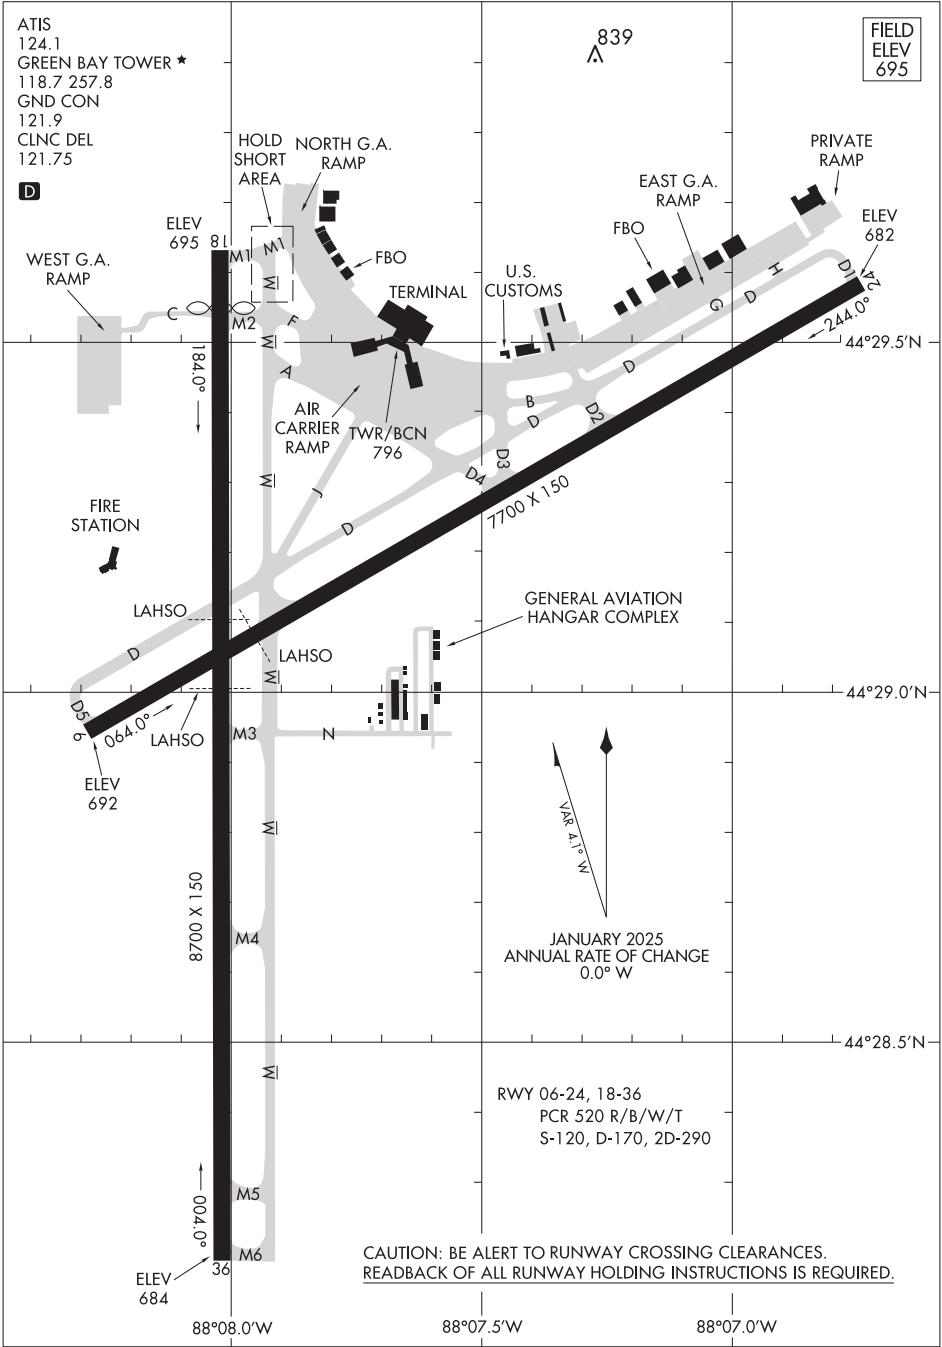 ATIS
124.1
GREEN BAY TOWER ★
118.7 257.8
GND CON
121.9
CLNC DEL
121.75
D
839
FIELD
ELEV
695
HOLD
SHORT
AREA
NORTH G.A.
RAMP
PRIVATE
RAMP
EAST G.A.
RAMP
FBO
ELEV
682
ELEV
695
18
M1
M1
W
FBO
WEST G.A.
RAMP
U.S.
CUSTOMS
TERMINAL
H
D
D1
24
G
C
M2
F
W
244.0°
44°29.5'N
184.0°
A
D
AIR
CARRIER
RAMP
TWR/BCN
796
B
D
D2
W
J
D4
D3
7700 X 150
D
FIRE
STATION
LAHSO
GENERAL AVIATION
HANGAR COMPLEX
D
LAHSO
W
44°29.0'N
D5
6
064.0°
LAHSO
M3
N
ELEV
692
VAR 4.1° W
W
8700 X 150
M4
JANUARY 2025
ANNUAL RATE OF CHANGE
0.0° W
44°28.5'N
W
RWY 06-24, 18-36
PCR 520 R/B/W/T
S-120, D-170, 2D-290
004.0°
M5
M6
36
ELEV
684
CAUTION: BE ALERT TO RUNWAY CROSSING CLEARANCES.
READBACK OF ALL RUNWAY HOLDING INSTRUCTIONS IS REQUIRED.
88°08.0'W
88°07.5'W
88°07.0'W